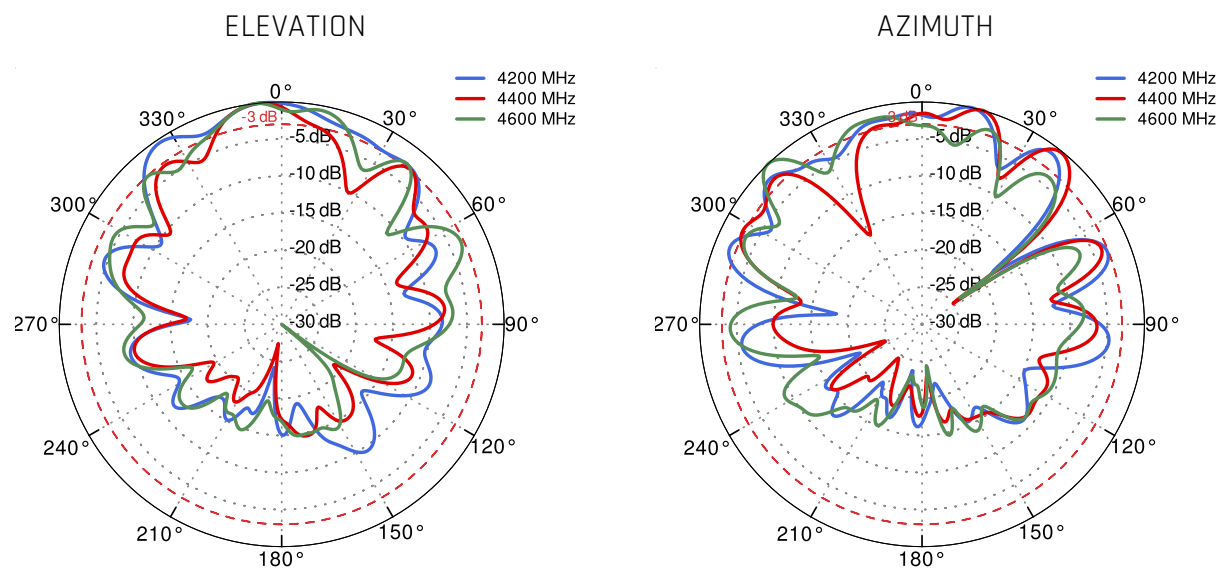 ELEVATION
4200 MHz
4400 MHz
4600 MHz
0°
30°
60°
90°
120°
150°
180°
210°
240°
270°
300°
330°
-3 dB
-5 dB
-10 dB
-15 dB
-20 dB
-25 dB
-30 dB
AZIMUTH
4200 MHz
4400 MHz
4600 MHz
0°
30°
60°
90°
120°
150°
180°
210°
240°
270°
300°
330°
-3 dB
-5 dB
-10 dB
-15 dB
-20 dB
-25 dB
-30 dB